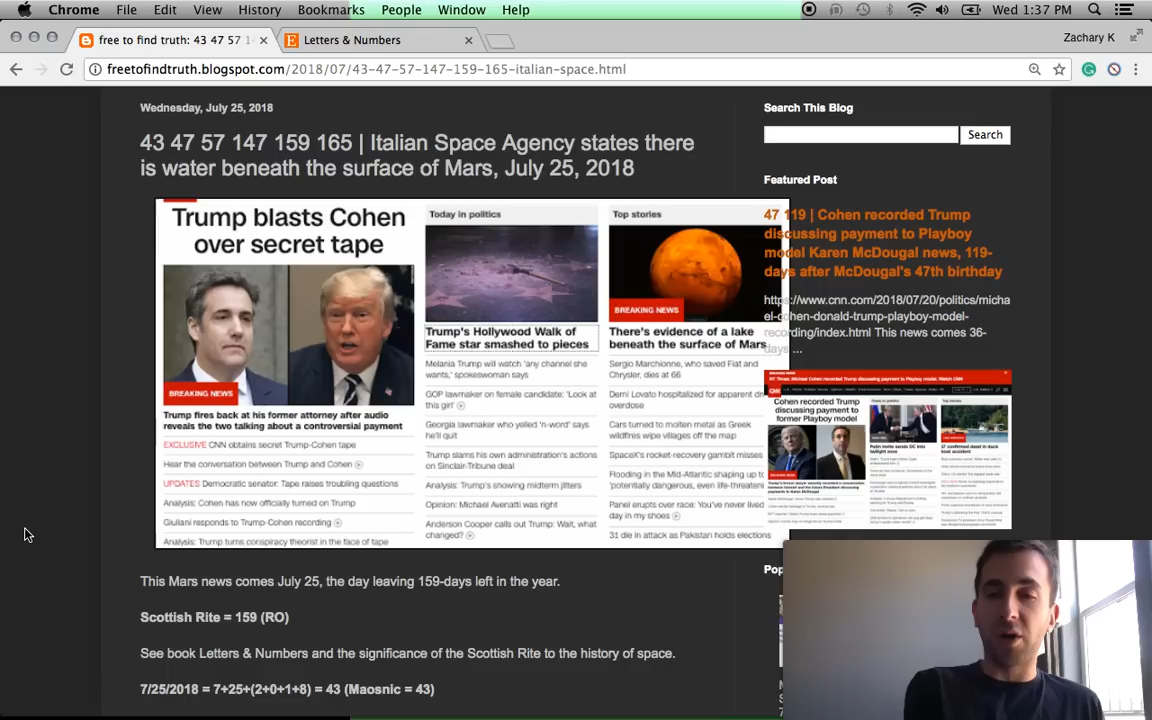 Chrome File Edit View History Bookmarks People Window Help Wed 1:37 PM
free to find truth: 43 47 57 1 Letters & Numbers Zachary K
freetofindtruth.blogspot.com/2018/07/43-47-57-147-159-165-italian-space.html
Wednesday, July 25, 2018
43 47 57 147 159 165 | Italian Space Agency states there
is water beneath the surface of Mars, July 25, 2018
Trump blasts Cohen
over secret tape
BREAKING NEWS
Trump fires back at his former attorney after audio
reveals the two talking about a controversial payment
EXCLUSIVE CNN obtains secret Trump-Cohen tape
Hear the conversation between Trump and Cohen
UPDATES Democratic senator: Tape raises troubling questions
Analysis: Cohen has now officially turned on Trump
Giuliani responds to Trump-Cohen recording
Analysis: Trump turns conspiracy theorist in the face of tape
Today in politics
Trump's Hollywood Walk of
Fame star smashed to pieces
Melania Trump will watch 'any channel she
wants,' spokeswoman says
GOP lawmaker on female candidate: 'Look at
this girl'
Georgia lawmaker who yelled 'n-word' says
he'll quit
Trump slams his own administration's actions
on Sinclair-Tribune deal
Analysis: Trump's showing midterm jitters
Opinion: Michael Avenatti was right
Anderson Cooper calls out Trump: Wait, what
changed?
Top stories
BREAKING NEWS
There's evidence of a lake
beneath the surface of Mars
Sergio Marchionne, who saved Fiat and
Chrysler, dies at 66
Demi Lovato hospitalized for apparent
overdose
Cars turned to molten metal as Greek
wildfires wipe villages off the map
SpaceX's rocket-recovery gambit misses
Flooding in the Mid-Atlantic shaping up to
'potentially dangerous, even life-threatening'
Panel erupts over race: 'You've never lived
day in my shoes
31 die in attack as Pakistan holds elections
This Mars news comes July 25, the day leaving 159-days left in the year.
Scottish Rite = 159 (RO)
See book Letters & Numbers and the significance of the Scottish Rite to the history of space.
7/25/2018 = 7+25+(2+0+1+8) = 43 (Maosnic = 43)
Search This Blog
Search
Featured Post
47 119 | Cohen recorded Trump
discussing payment to Playboy
model Karen McDougal news, 119-
days after McDougal's 47th birthday
https://www.cnn.com/2018/07/20/politics/micha
el-cohen-donald-trump-playboy-model-
recording/index.html This news comes 36-
days ...
Cohen recorded Trump
discussing payment to
former Playboy model
Pop